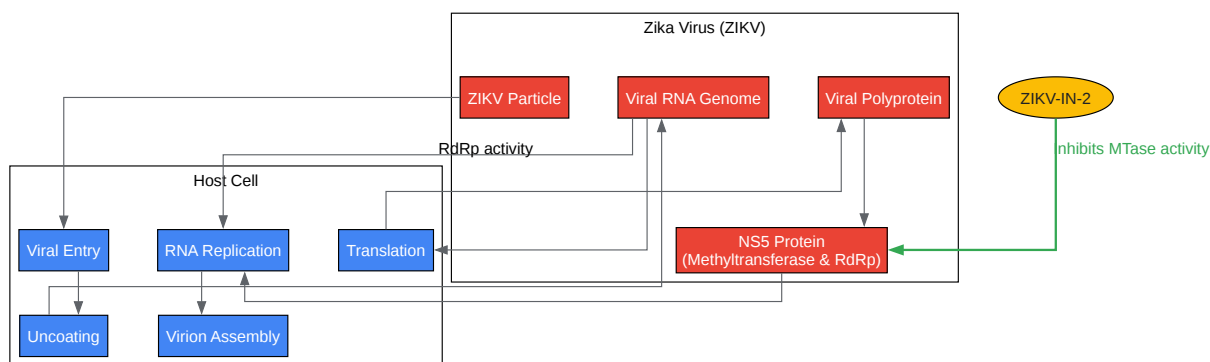 Zika Virus (ZIKV)
ZIKV Particle
Viral RNA Genome
Viral Polyprotein
ZIKV-IN-2
RdRp activity
Inhibits MTase activity
Host Cell
Viral Entry
RNA Replication
Translation
NS5 Protein
(Methyltransferase & RdRp)
Uncoating
Virion Assembly